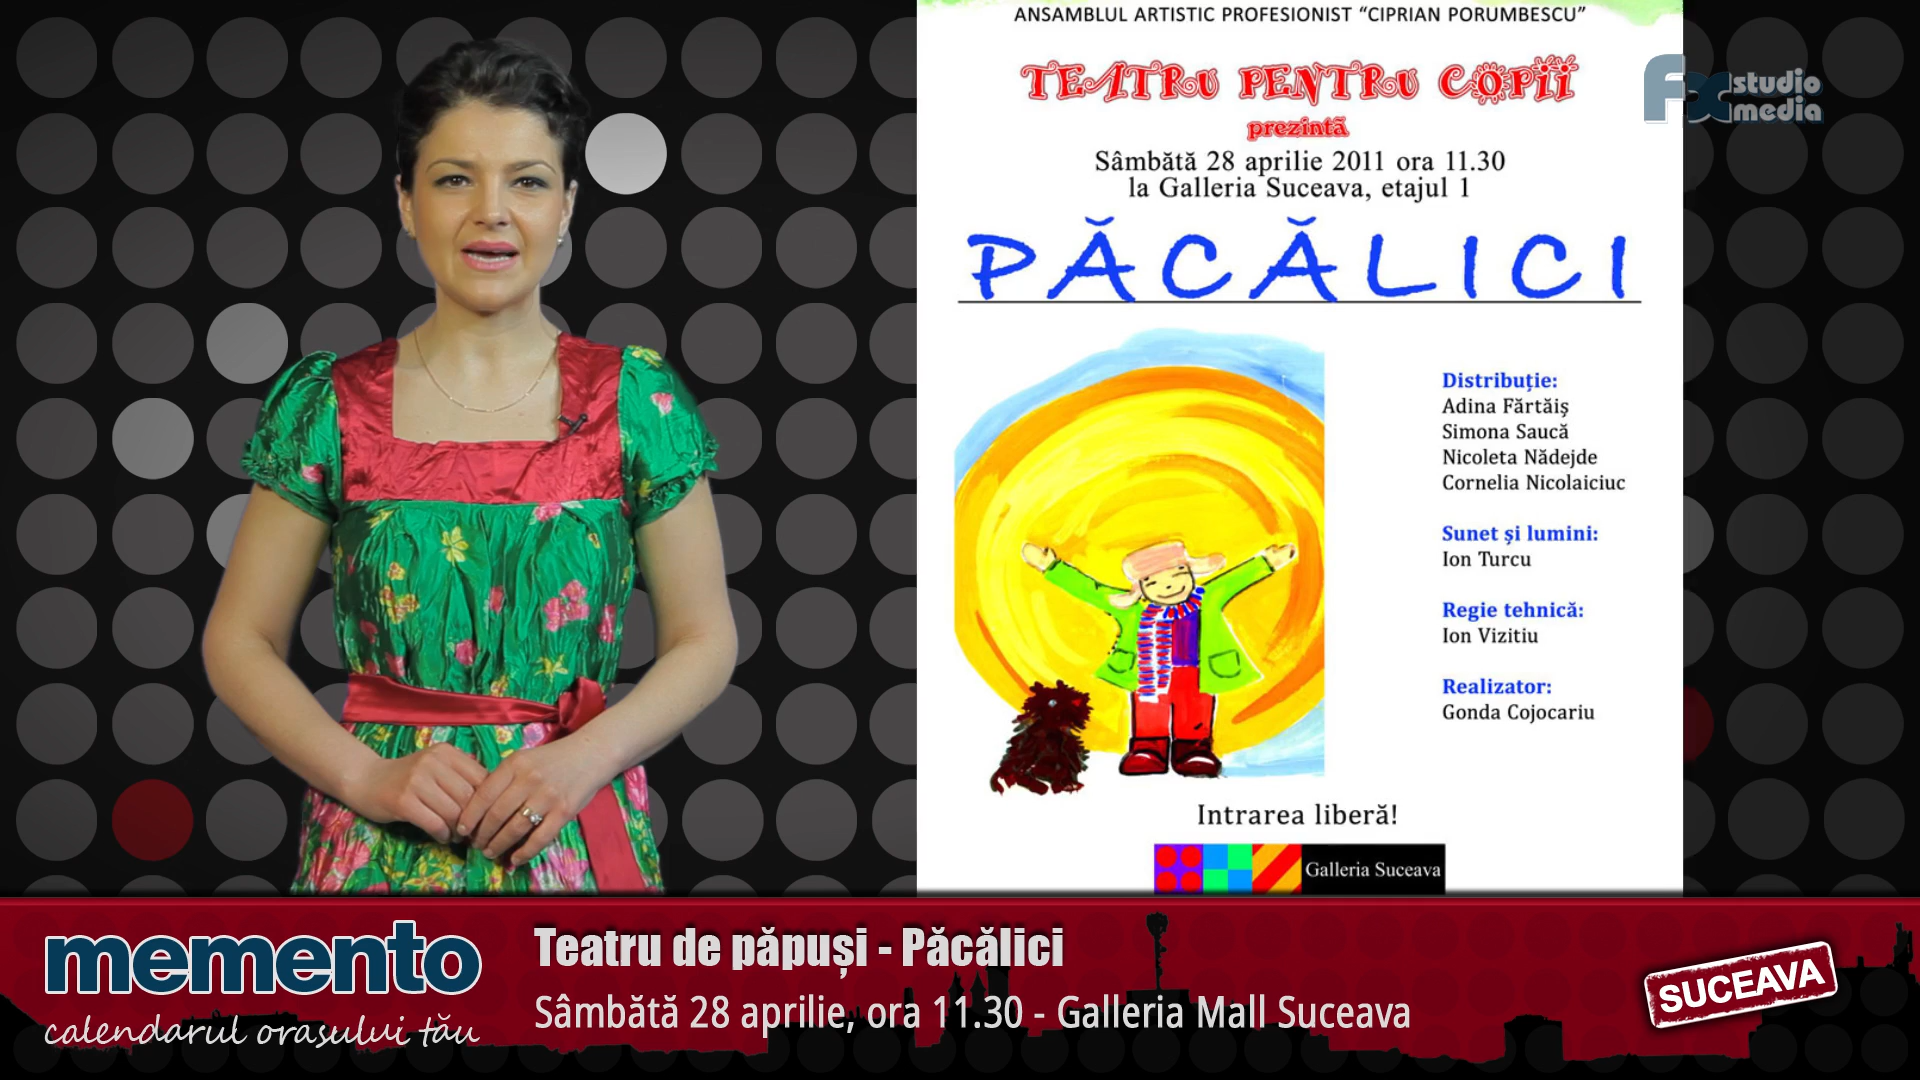 ANSAMBLUL ARTISTIC PROFESIONIST “CIPRIAN PORUMBESCU”
TEATRU PENTRU COPII
prezintă
Sâmbătă 28 aprilie 2011 ora 11.30
la Galleria Suceava, etajul 1
PĂCĂLICI
Distribuție:
Adina Fărtăiș
Simona Saucă
Nicoleta Nădejde
Cornelia Nicolaiciuc
Sunet și lumini:
Ion Turcu
Regie tehnică:
Ion Vizitiu
Realizator:
Gonda Cojocariu
Intrarea liberă!
Galleria Suceava
Fx studio
media
memento
calendarul orasului tău
Teatru de păpuși - Păcălici
Sâmbătă 28 aprilie, ora 11.30 - Galleria Mall Suceava
SUCEAVA